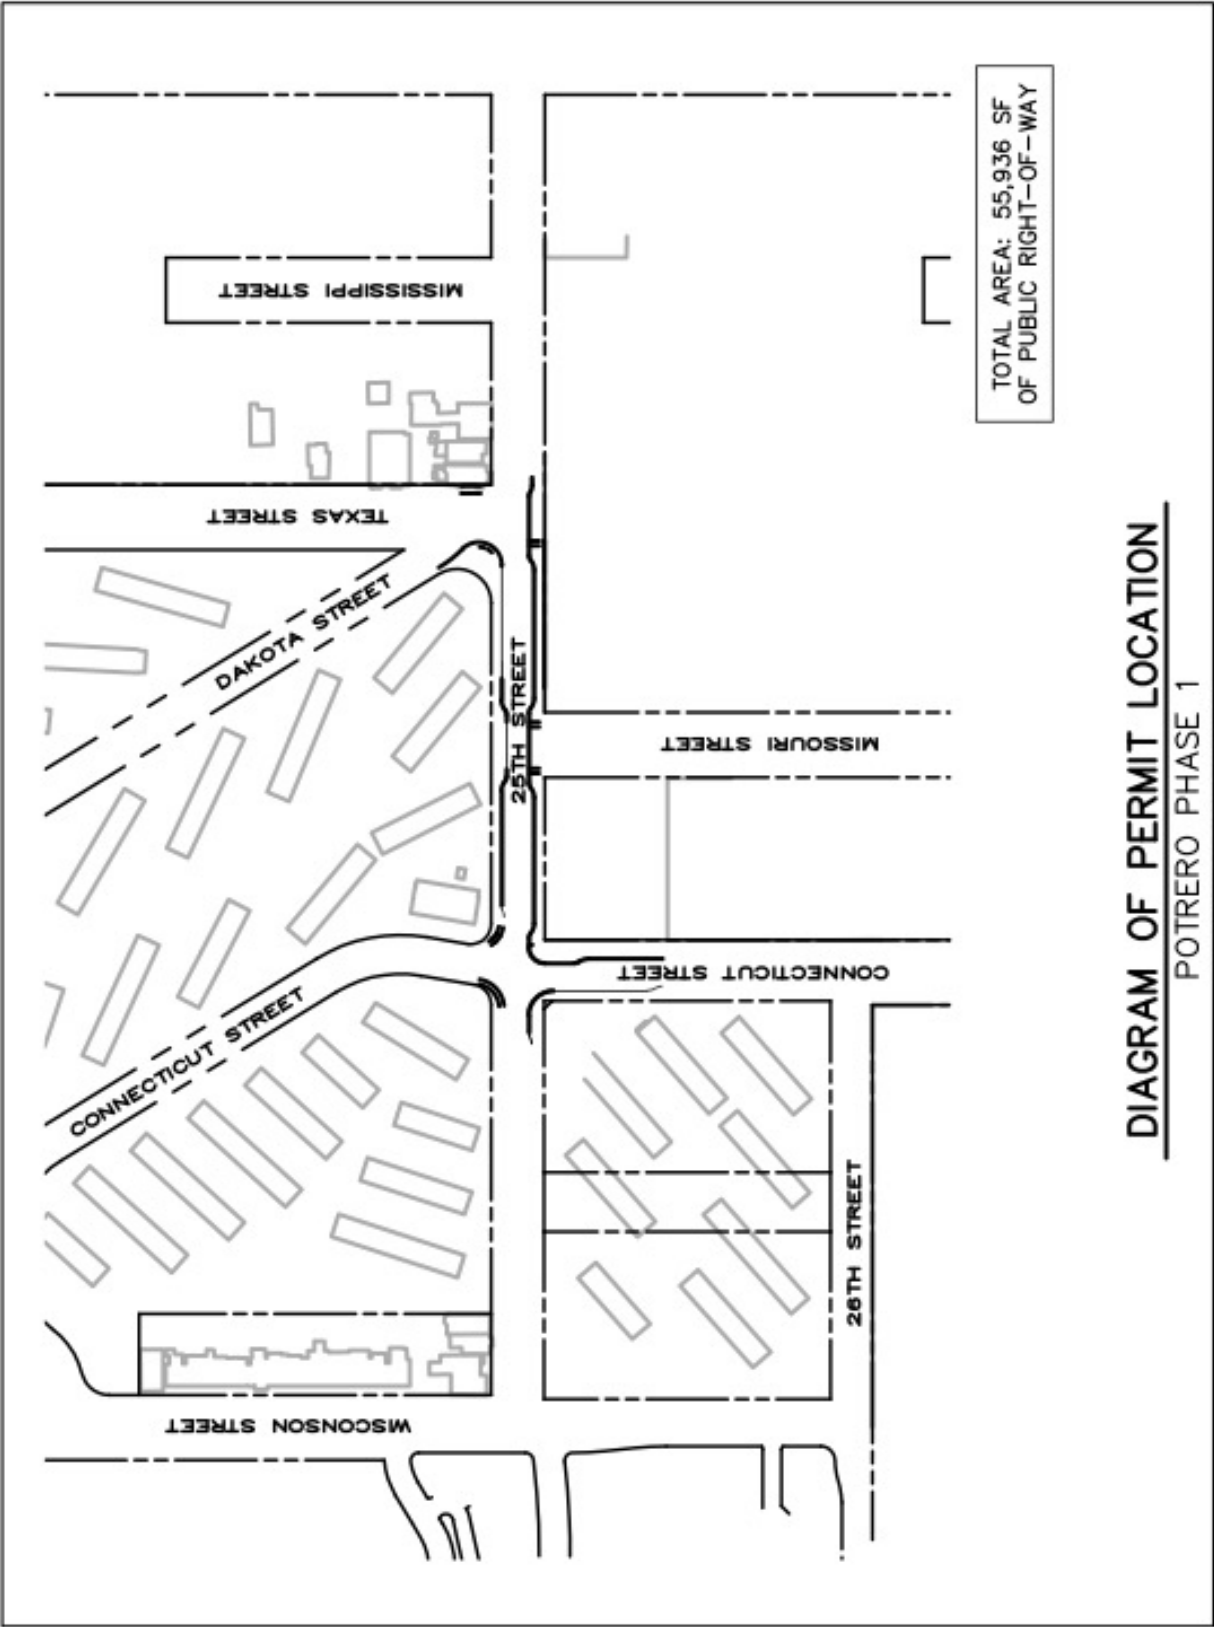 MISSISSIPPI STREET
TEXAS STREET
DAKOTA STREET
25TH STREET
MISSOURI STREET
CONNECTICUT STREET
CONNECTICUT STREET
26TH STREET
WISCONSON STREET
TOTAL AREA: 55,936 SF
OF PUBLIC RIGHT-OF-WAY
DIAGRAM OF PERMIT LOCATION
POTRERO PHASE 1